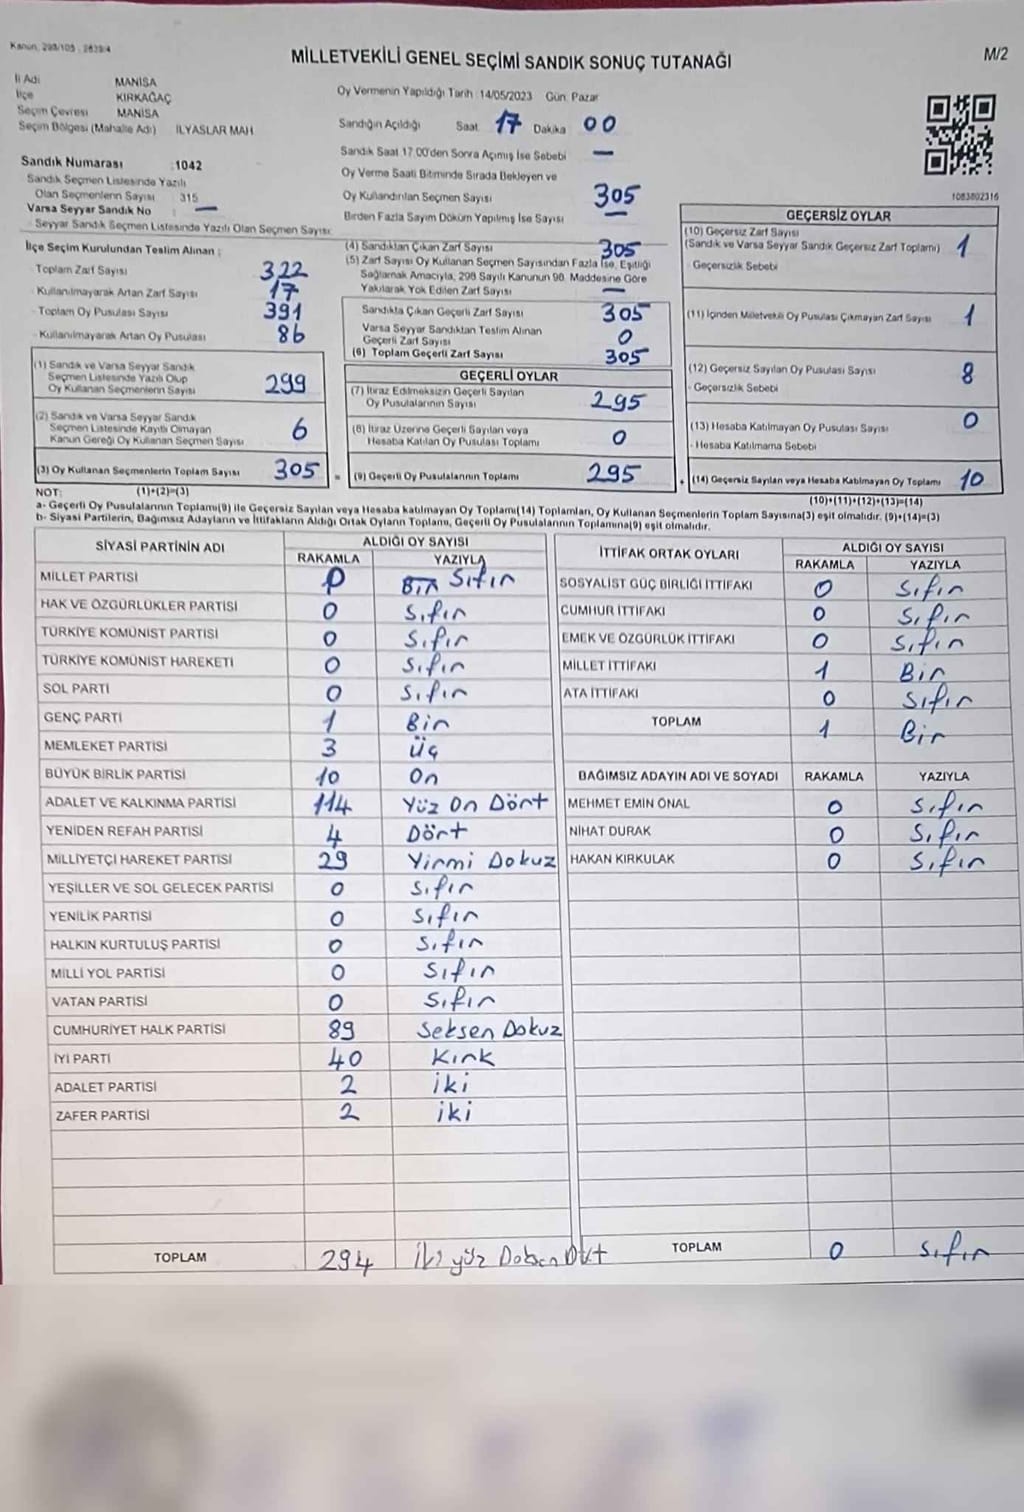 Kanun, 298/105 , 2839/4
MİLLETVEKİLİ GENEL SEÇİMİ SANDIK SONUÇ TUTANAĞI
M/2
İl Adı MANİSA
İlçe KIRKAĞAÇ
Seçim Çevresi MANİSA
Seçim Bölgesi (Mahalle Adı) İLYASLAR MAH
Sandık Numarası :1042
Sandık Seçmen Listesinde Yazılı
Olan Seçmenlerin Sayısı 315
Varsa Seyyar Sandık No : —
Seyyar Sandık Seçmen Listesinde Yazılı Olan Seçmen Sayısı:
Oy Vermenin Yapıldığı Tarih :14/05/2023 Gün: Pazar
Sandığın Açıldığı Saat 17 Dakika 00
Sandık Saat 17.00'den Sonra Açılmış İse Sebebi —
Oy Verme Saati Bitiminde Sırada Bekleyen ve
Oy Kullandırılan Seçmen Sayısı 305
Birden Fazla Sayım Döküm Yapılmış İse Sayısı —
1083802316
İlçe Seçim Kurulundan Teslim Alınan :
Toplam Zarf Sayısı 322
Kullanılmayarak Artan Zarf Sayısı 17
Toplam Oy Pusulası Sayısı 391
Kullanılmayarak Artan Oy Pusulası 86
(1) Sandık ve Varsa Seyyar Sandık
Seçmen Listesinde Yazılı Olup
Oy Kullanan Seçmenlerin Sayısı 299
(2) Sandık ve Varsa Seyyar Sandık
Seçmen Listesinde Kayıtlı Olmayan
Kanun Gereği Oy Kullanan Seçmen Sayısı 6
(3) Oy Kullanan Seçmenlerin Toplam Sayısı 305 =
(4) Sandıktan Çıkan Zarf Sayısı 305
(5) Zarf Sayısı Oy Kullanan Seçmen Sayısından Fazla İse, Eşitliği
Sağlamak Amacıyla, 298 Sayılı Kanunun 98. Maddesine Göre
Yakılarak Yok Edilen Zarf Sayısı —
Sandıkta Çıkan Geçerli Zarf Sayısı 305
Varsa Seyyar Sandıktan Teslim Alınan
Geçerli Zarf Sayısı 0
(6) Toplam Geçerli Zarf Sayısı 305
GEÇERLİ OYLAR
(7) İtiraz Edilmeksizin Geçerli Sayılan
Oy Pusulalarının Sayısı 295
(8) İtiraz Üzerine Geçerli Sayılan veya
Hesaba Katılan Oy Pusulası Toplamı 0
(9) Geçerli Oy Pusulalarının Toplamı 295 +
GEÇERSİZ OYLAR
(10) Geçersiz Zarf Sayısı
(Sandık ve Varsa Seyyar Sandık Geçersiz Zarf Toplamı) 1
- Geçersizlik Sebebi
(11) İçinden Milletvekili Oy Pusulası Çıkmayan Zarf Sayısı 1
(12) Geçersiz Sayılan Oy Pusulası Sayısı 8
- Geçersizlik Sebebi
(13) Hesaba Katılmayan Oy Pusulası Sayısı 0
- Hesaba Katılmama Sebebi
(14) Geçersiz Sayılan veya Hesaba Katılmayan Oy Toplamı 10
NOT: (1)+(2)=(3) (10)+(11)+(12)+(13)=(14)
a- Geçerli Oy Pusulalarının Toplamı(9) ile Geçersiz Sayılan veya Hesaba katılmayan Oy Toplamı(14) Toplamları, Oy Kullanan Seçmenlerin Toplam Sayısına(3) eşit olmalıdır. (9)+(14)=(3)
b- Siyasi Partilerin, Bağımsız Adayların ve İttifakların Aldığı Ortak Oyların Toplamı, Geçerli Oy Pusulalarının Toplamına(9) eşit olmalıdır.
SİYASİ PARTİNİN ADI ALDIĞI OY SAYISI
RAKAMLA YAZIYLA
MİLLET PARTİSİ Sıfır
HAK VE ÖZGÜRLÜKLER PARTİSİ 0 Sıfır
TÜRKİYE KOMÜNİST PARTİSİ 0 Sıfır
TÜRKİYE KOMÜNİST HAREKETİ 0 Sıfır
SOL PARTİ 0 Sıfır
GENÇ PARTİ 1 Bir
MEMLEKET PARTİSİ 3 Üç
BÜYÜK BİRLİK PARTİSİ 10 On
ADALET VE KALKINMA PARTİSİ 114 Yüz On Dört
YENİDEN REFAH PARTİSİ 4 Dört
MİLLİYETÇİ HAREKET PARTİSİ 29 Yirmi Dokuz
YEŞİLLER VE SOL GELECEK PARTİSİ 0 Sıfır
YENİLİK PARTİSİ 0 Sıfır
HALKIN KURTULUŞ PARTİSİ 0 Sıfır
MİLLİ YOL PARTİSİ 0 Sıfır
VATAN PARTİSİ 0 Sıfır
CUMHURİYET HALK PARTİSİ 89 Seksen Dokuz
İYİ PARTİ 40 Kırk
ADALET PARTİSİ 2 İki
ZAFER PARTİSİ 2 İki
TOPLAM 294 İki yüz Doksan Dört
İTTİFAK ORTAK OYLARI ALDIĞI OY SAYISI
RAKAMLA YAZIYLA
SOSYALİST GÜÇ BİRLİĞİ İTTİFAKI 0 Sıfır
CUMHUR İTTİFAKI 0 Sıfır
EMEK VE ÖZGÜRLÜK İTTİFAKI 0 Sıfır
MİLLET İTTİFAKI 1 Bir
ATA İTTİFAKI 0 Sıfır
TOPLAM 1 Bir
BAĞIMSIZ ADAYIN ADI VE SOYADI RAKAMLA YAZIYLA
MEHMET EMİN ÖNAL 0 Sıfır
NİHAT DURAK 0 Sıfır
HAKAN KIRKULAK 0 Sıfır
TOPLAM 0 Sıfır